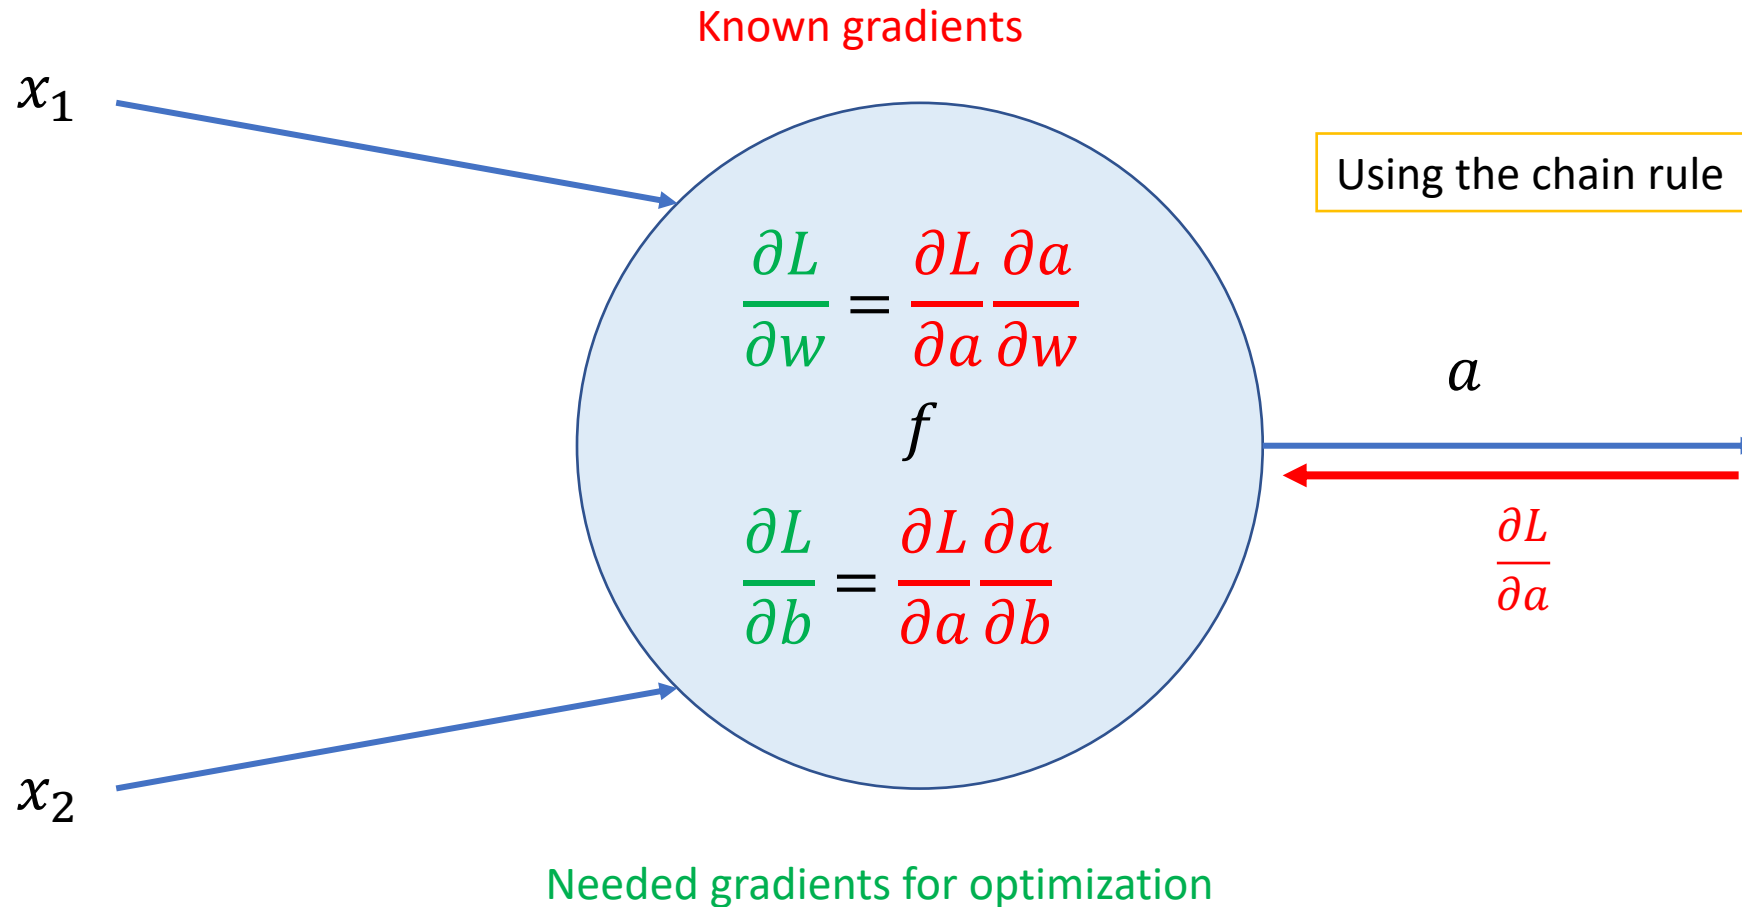 Known gradients
x₁
Using the chain rule
∂L/∂w = ∂L/∂a ∂a/∂w
a
f
∂L/∂b = ∂L/∂a ∂a/∂b
∂L/∂a
x₂
Needed gradients for optimization